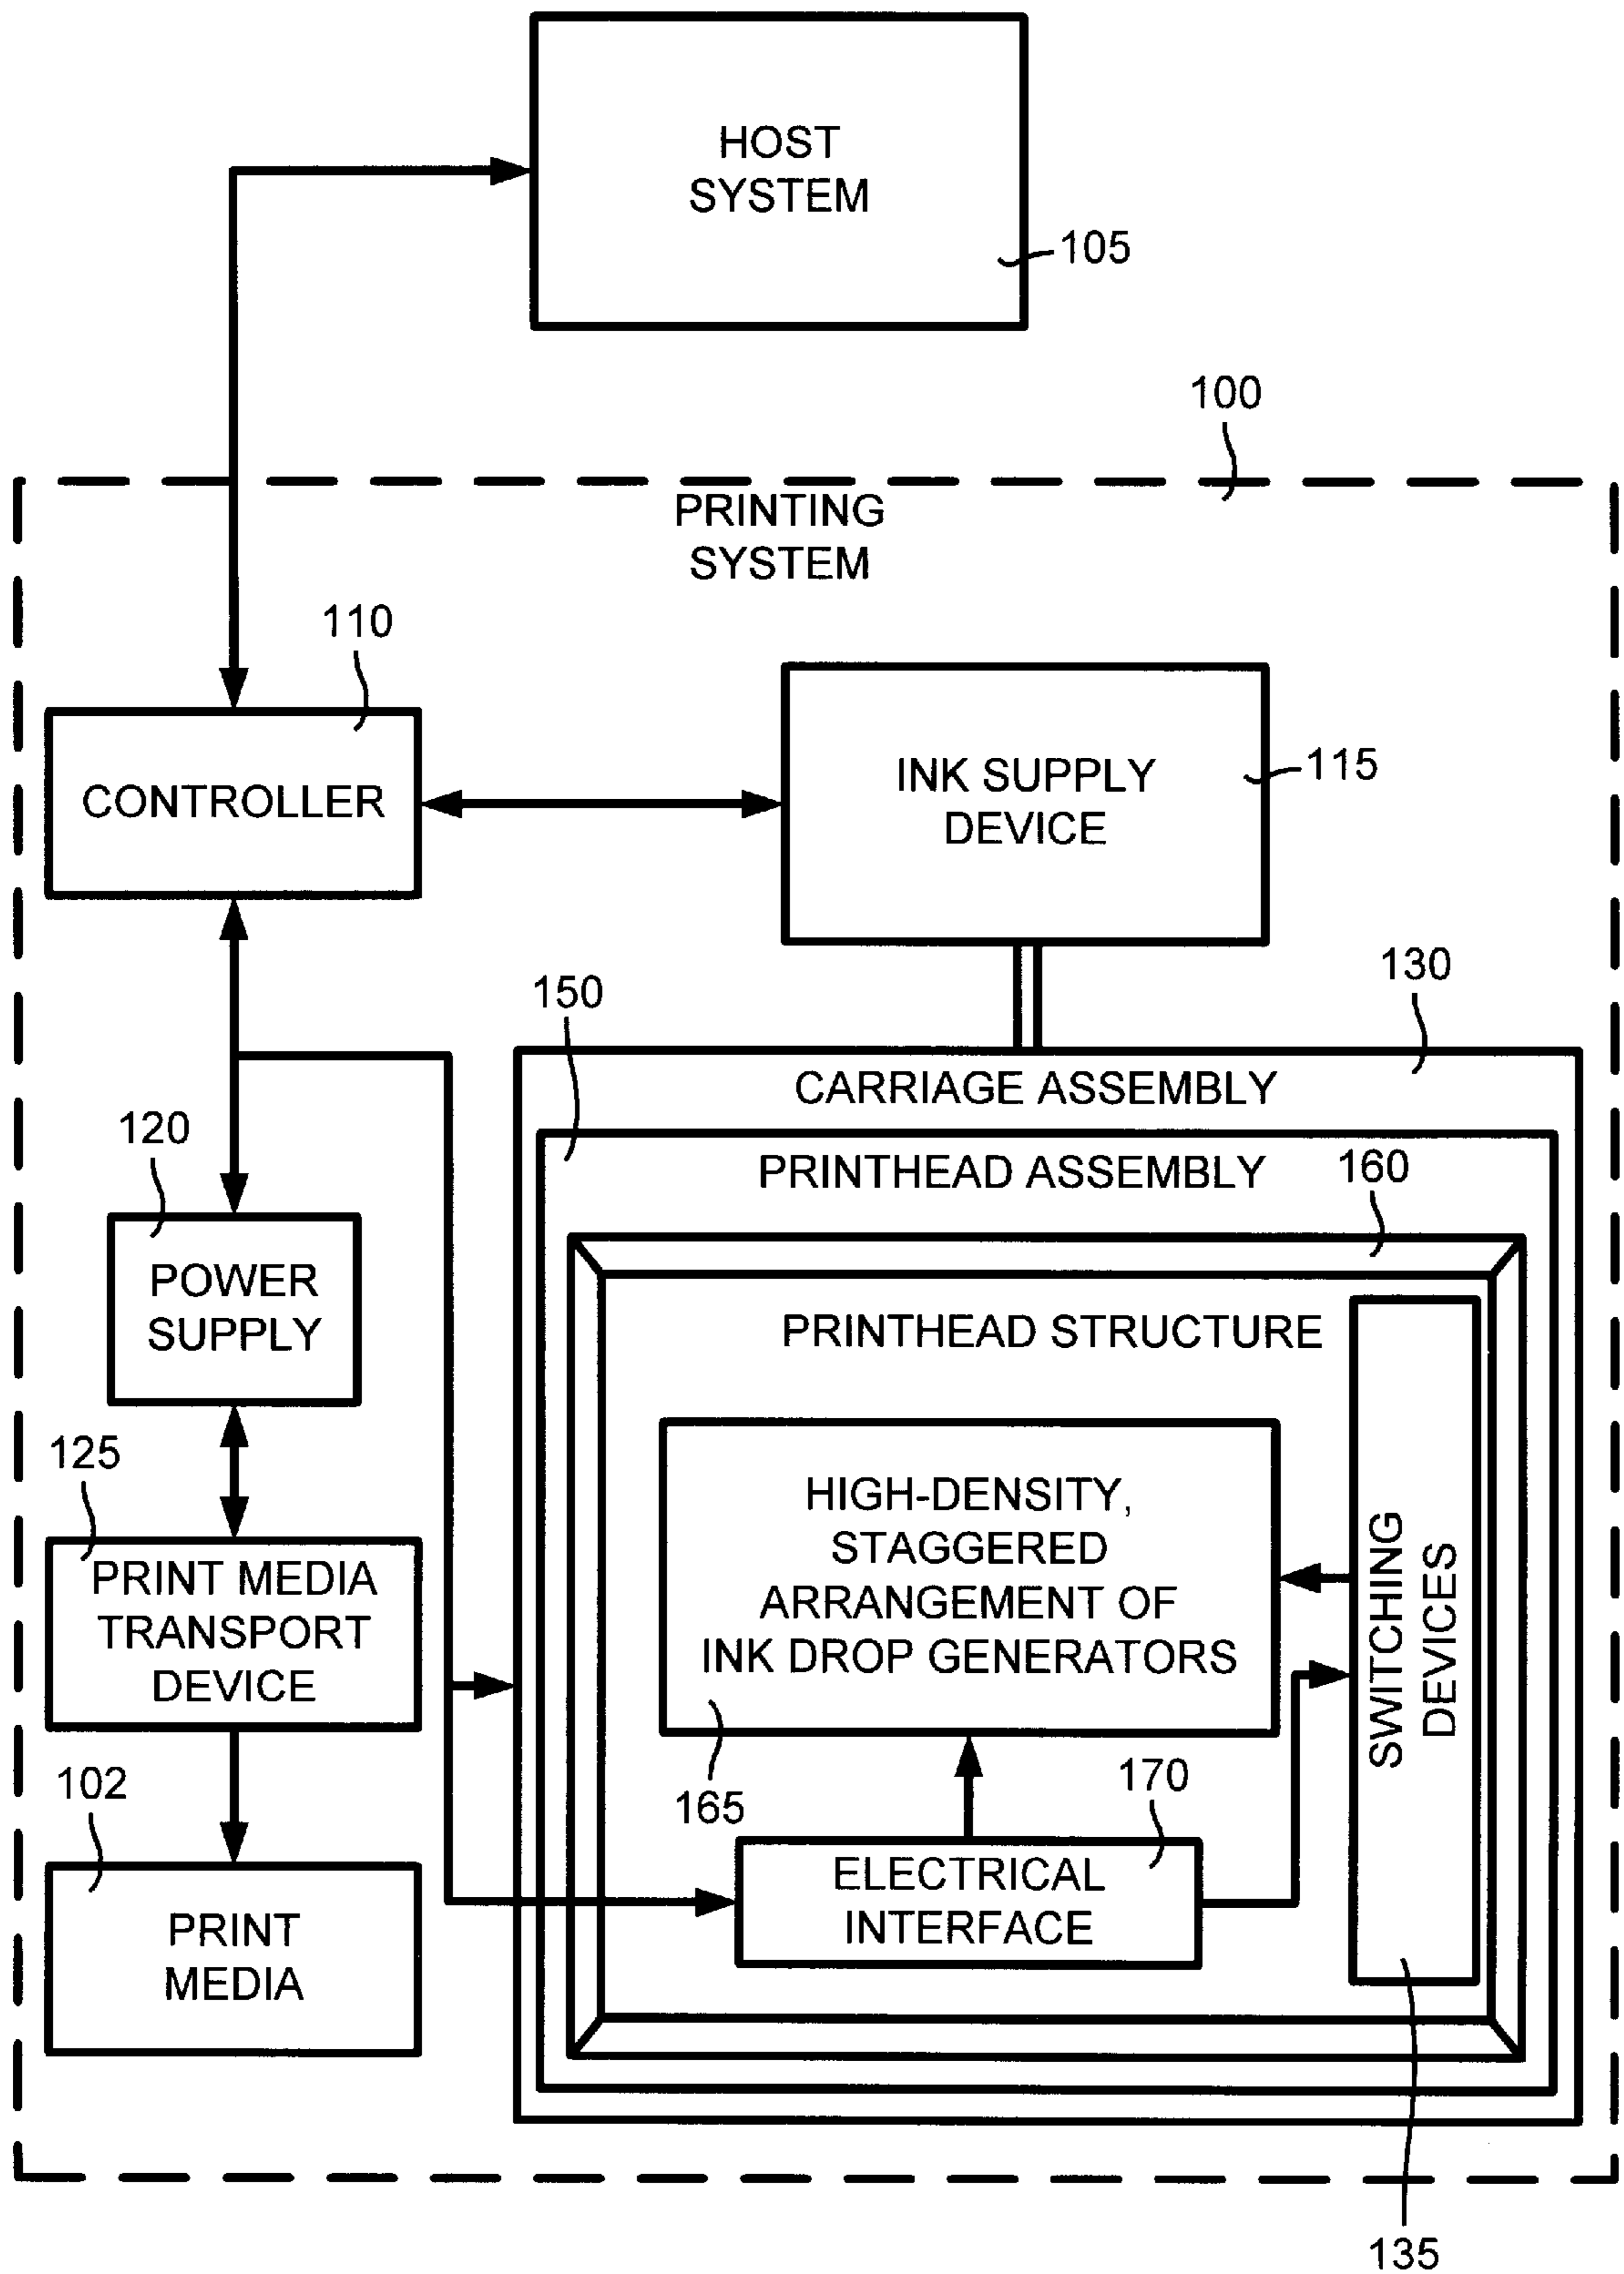 HOST
SYSTEM
105
100
PRINTING
SYSTEM
110
CONTROLLER
INK SUPPLY
DEVICE
115
150
130
CARRIAGE ASSEMBLY
120
PRINTHEAD ASSEMBLY
160
POWER
SUPPLY
PRINTHEAD STRUCTURE
125
HIGH-DENSITY,
STAGGERED
ARRANGEMENT OF
INK DROP GENERATORS
SWITCHING
DEVICES
PRINT MEDIA
TRANSPORT
DEVICE
102
165
170
ELECTRICAL
INTERFACE
PRINT
MEDIA
135